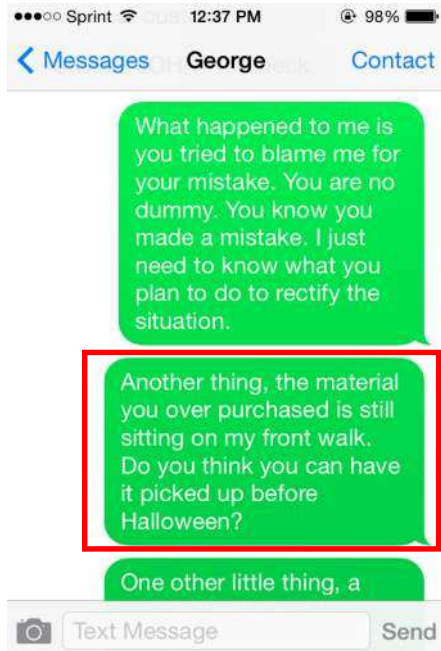 Sprint 12:37 PM 98%
Messages George Contact
What happened to me is
you tried to blame me for
your mistake. You are no
dummy. You know you
made a mistake. I just
need to know what you
plan to do to rectify the
situation.
Another thing, the material
you over purchased is still
sitting on my front walk.
Do you think you can have
it picked up before
Halloween?
One other little thing, a
Text Message Send